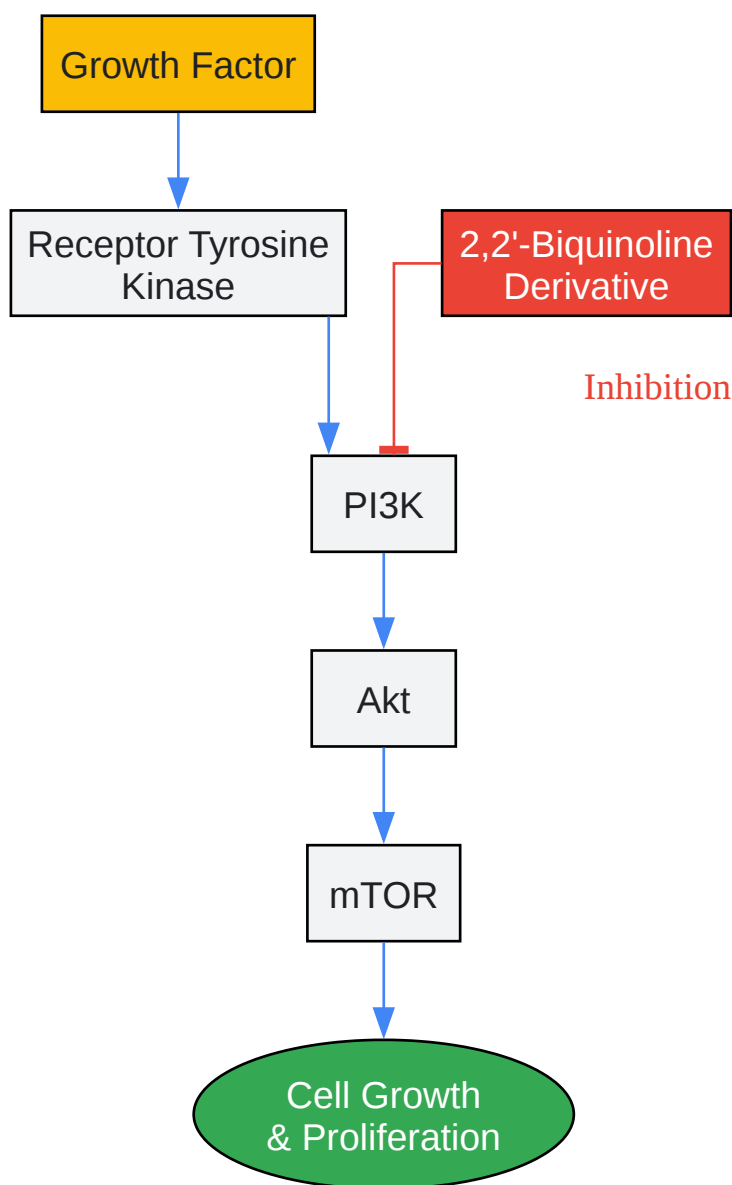 Growth Factor
Receptor Tyrosine
Kinase
2,2'-Biquinoline
Derivative
Inhibition
PI3K
Akt
mTOR
Cell Growth
& Proliferation